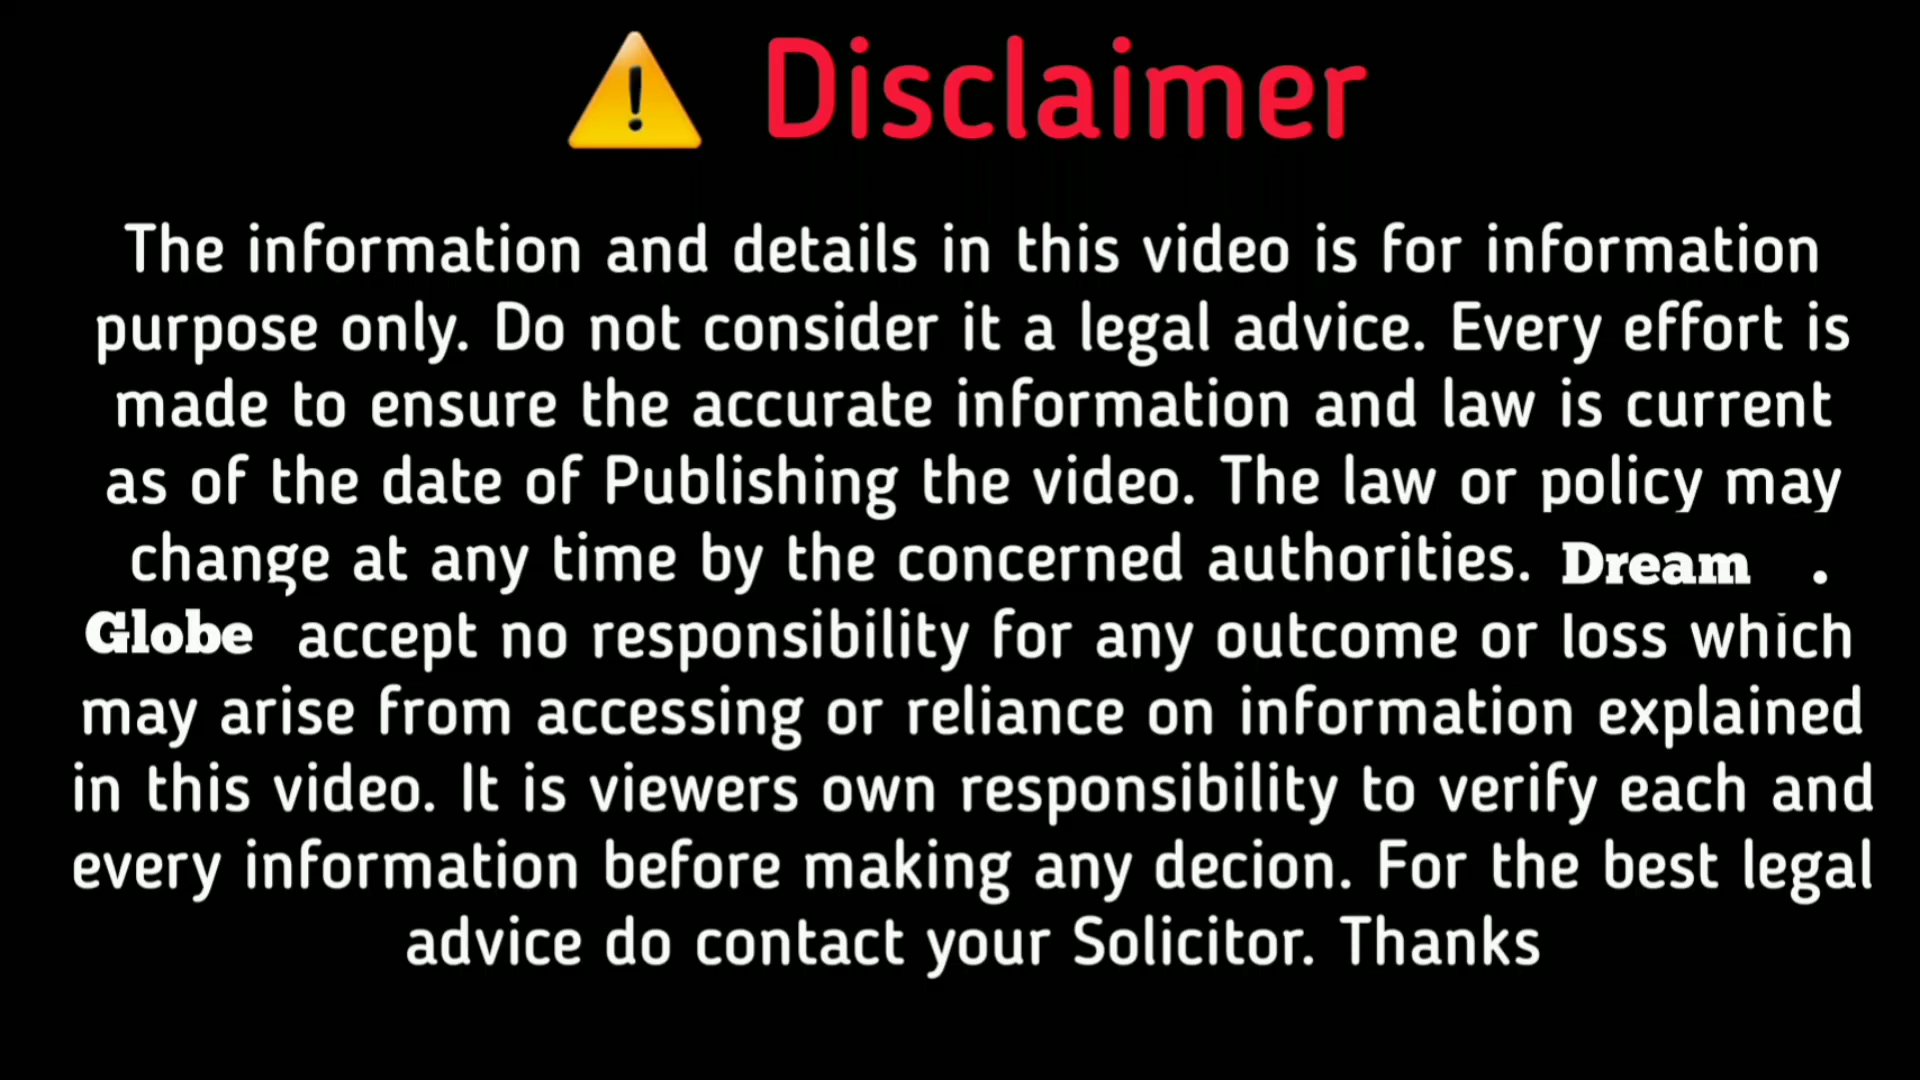 ⚠ Disclaimer
The information and details in this video is for information
purpose only. Do not consider it a legal advice. Every effort is
made to ensure the accurate information and law is current
as of the date of Publishing the video. The law or policy may
change at any time by the concerned authorities. Dream .
Globe accept no responsibility for any outcome or loss which
may arise from accessing or reliance on information explained
in this video. It is viewers own responsibility to verify each and
every information before making any decion. For the best legal
advice do contact your Solicitor. Thanks